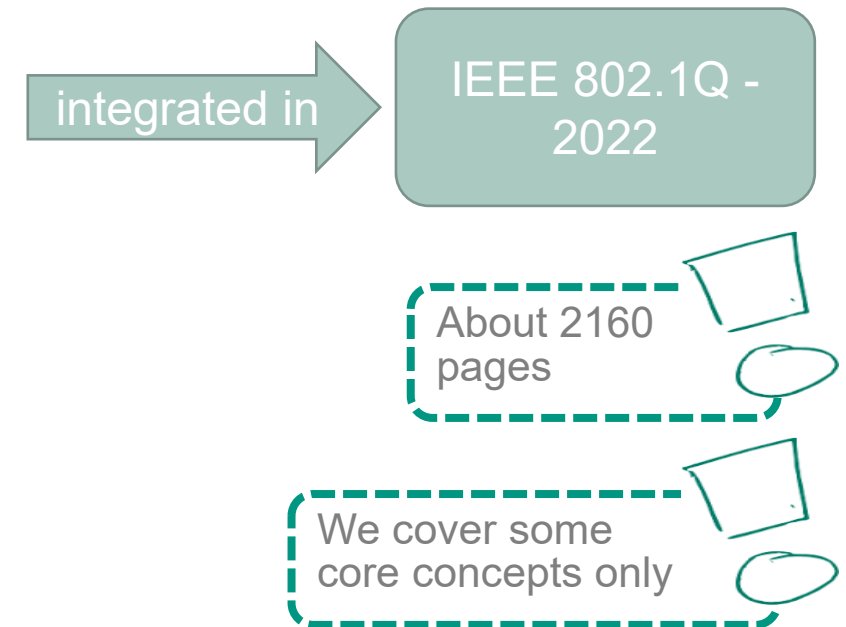 integrated in
IEEE 802.1Q -
2022
About 2160
pages
We cover some
core concepts only